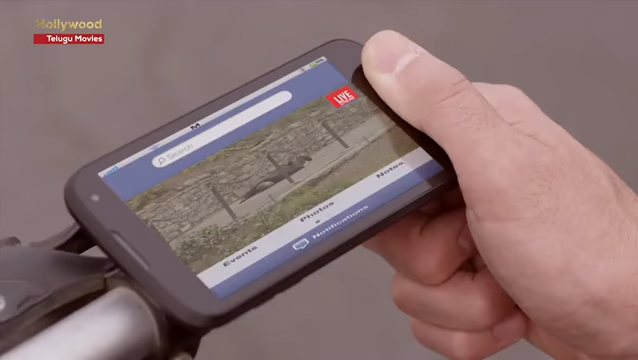 Hollywood
Telugu Movies
LIVE
Search
Events
Photos
Notes
Notifications